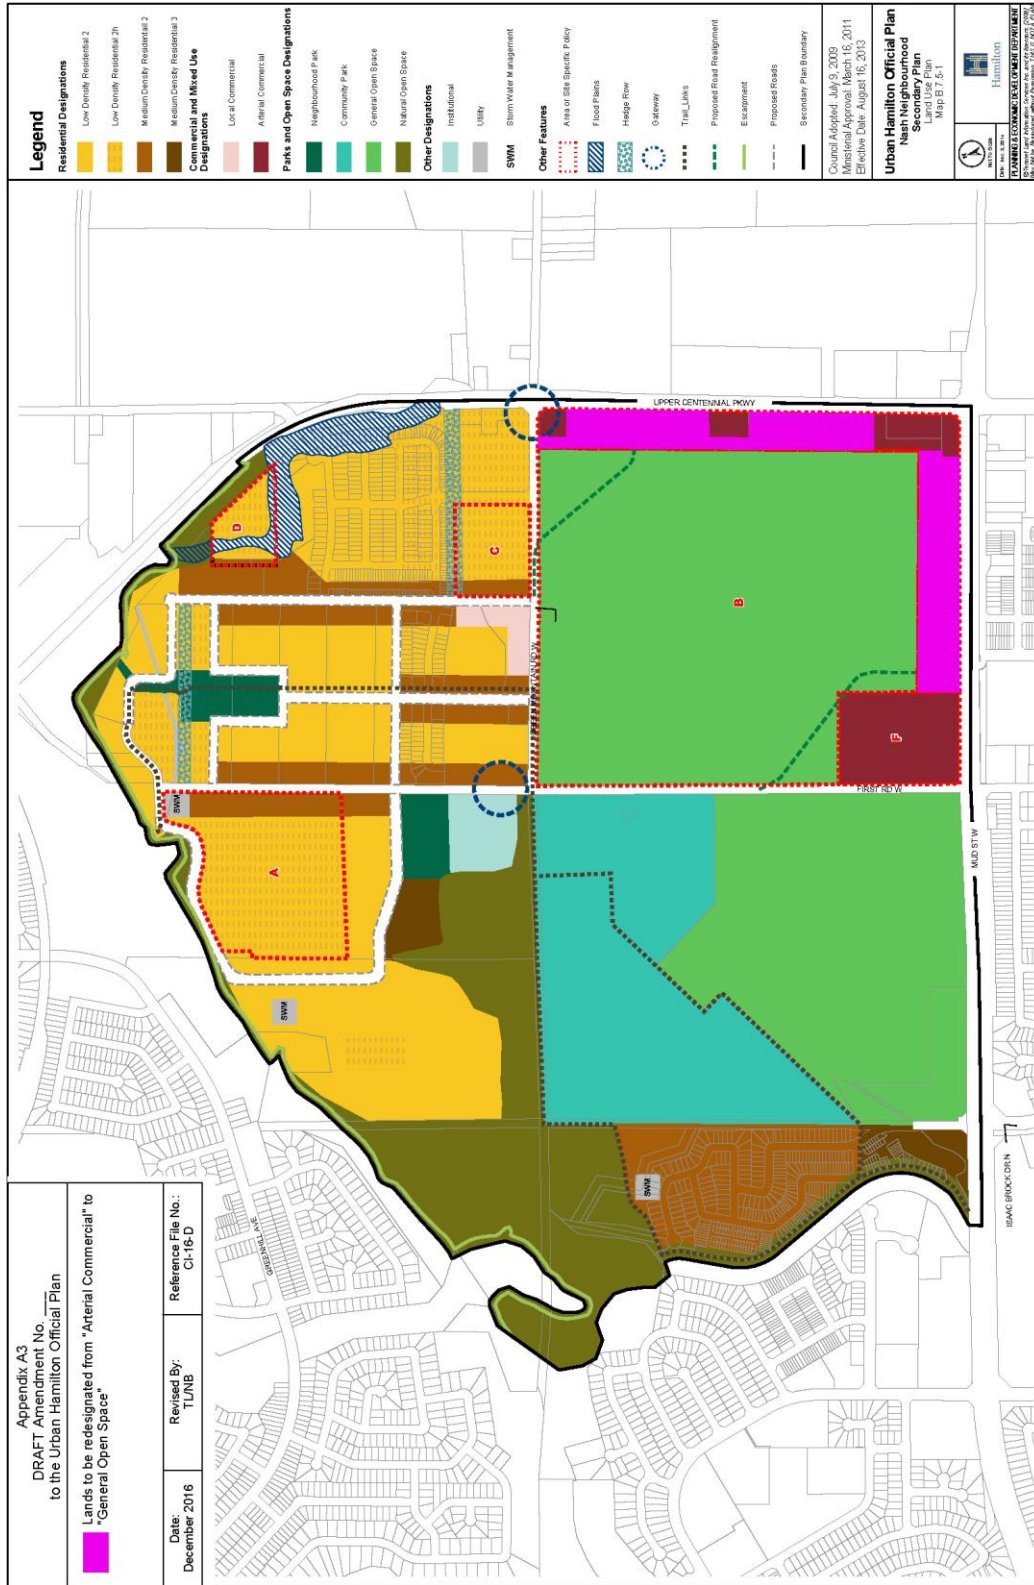 Appendix A3
DRAFT Amendment No. ____
to the Urban Hamilton Official Plan
Lands to be redesignated from "Arterial Commercial" to
"General Open Space"
Date:
December 2016
Revised By:
TL/NB
Reference File No.:
CI-16-D
GREENHILL AVE
SWM
SWM
SWM
A
B
C
D
F
UPPER CENTENNIAL PKWY
FIRST RD W
MUD ST W
ISAAC BROCK DR N
Legend
Residential Designations
Low Density Residential 2
Low Density Residential 2h
Medium Density Residential 2
Medium Density Residential 3
Commercial and Mixed Use
Designations
Local Commercial
Arterial Commercial
Parks and Open Space Designations
Neighbourhood Park
Community Park
General Open Space
Natural Open Space
Other Designations
Institutional
Utility
SWM Storm Water Management
Other Features
Area or Site Specific Policy
Flood Plains
Hedge Row
Gateway
Trail_Links
Proposed Road Realignment
Escarpment
Proposed Roads
Secondary Plan Boundary
Council Adopted: July 9, 2009
Ministerial Approval: March 16, 2011
Effective Date: August 16, 2013
Urban Hamilton Official Plan
Nash Neighbourhood
Secondary Plan
Land Use Plan
Map B.7.5-1
Not To Scale
Hamilton
PLANNING & ECONOMIC DEVELOPMENT DEPARTMENT